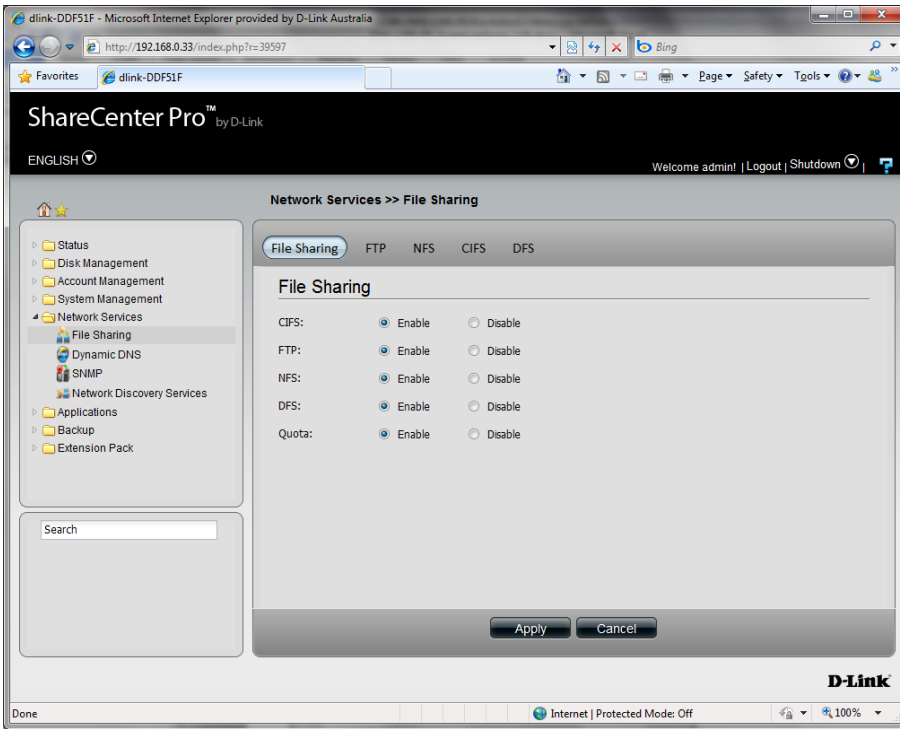 dlink-DDF51F - Microsoft Internet Explorer provided by D-Link Australia
http://192.168.0.33/index.php?r=39597
Bing
Favorites
dlink-DDF51F
Page Safety Tools
ShareCenter Pro™ by D-Link
ENGLISH
Welcome admin! | Logout | Shutdown |
Network Services >> File Sharing
Status
Disk Management
Account Management
System Management
Network Services
File Sharing
Dynamic DNS
SNMP
Network Discovery Services
Applications
Backup
Extension Pack
Search
File Sharing FTP NFS CIFS DFS
File Sharing
CIFS: Enable Disable
FTP: Enable Disable
NFS: Enable Disable
DFS: Enable Disable
Quota: Enable Disable
Apply Cancel
D-Link
Done
Internet | Protected Mode: Off
100%